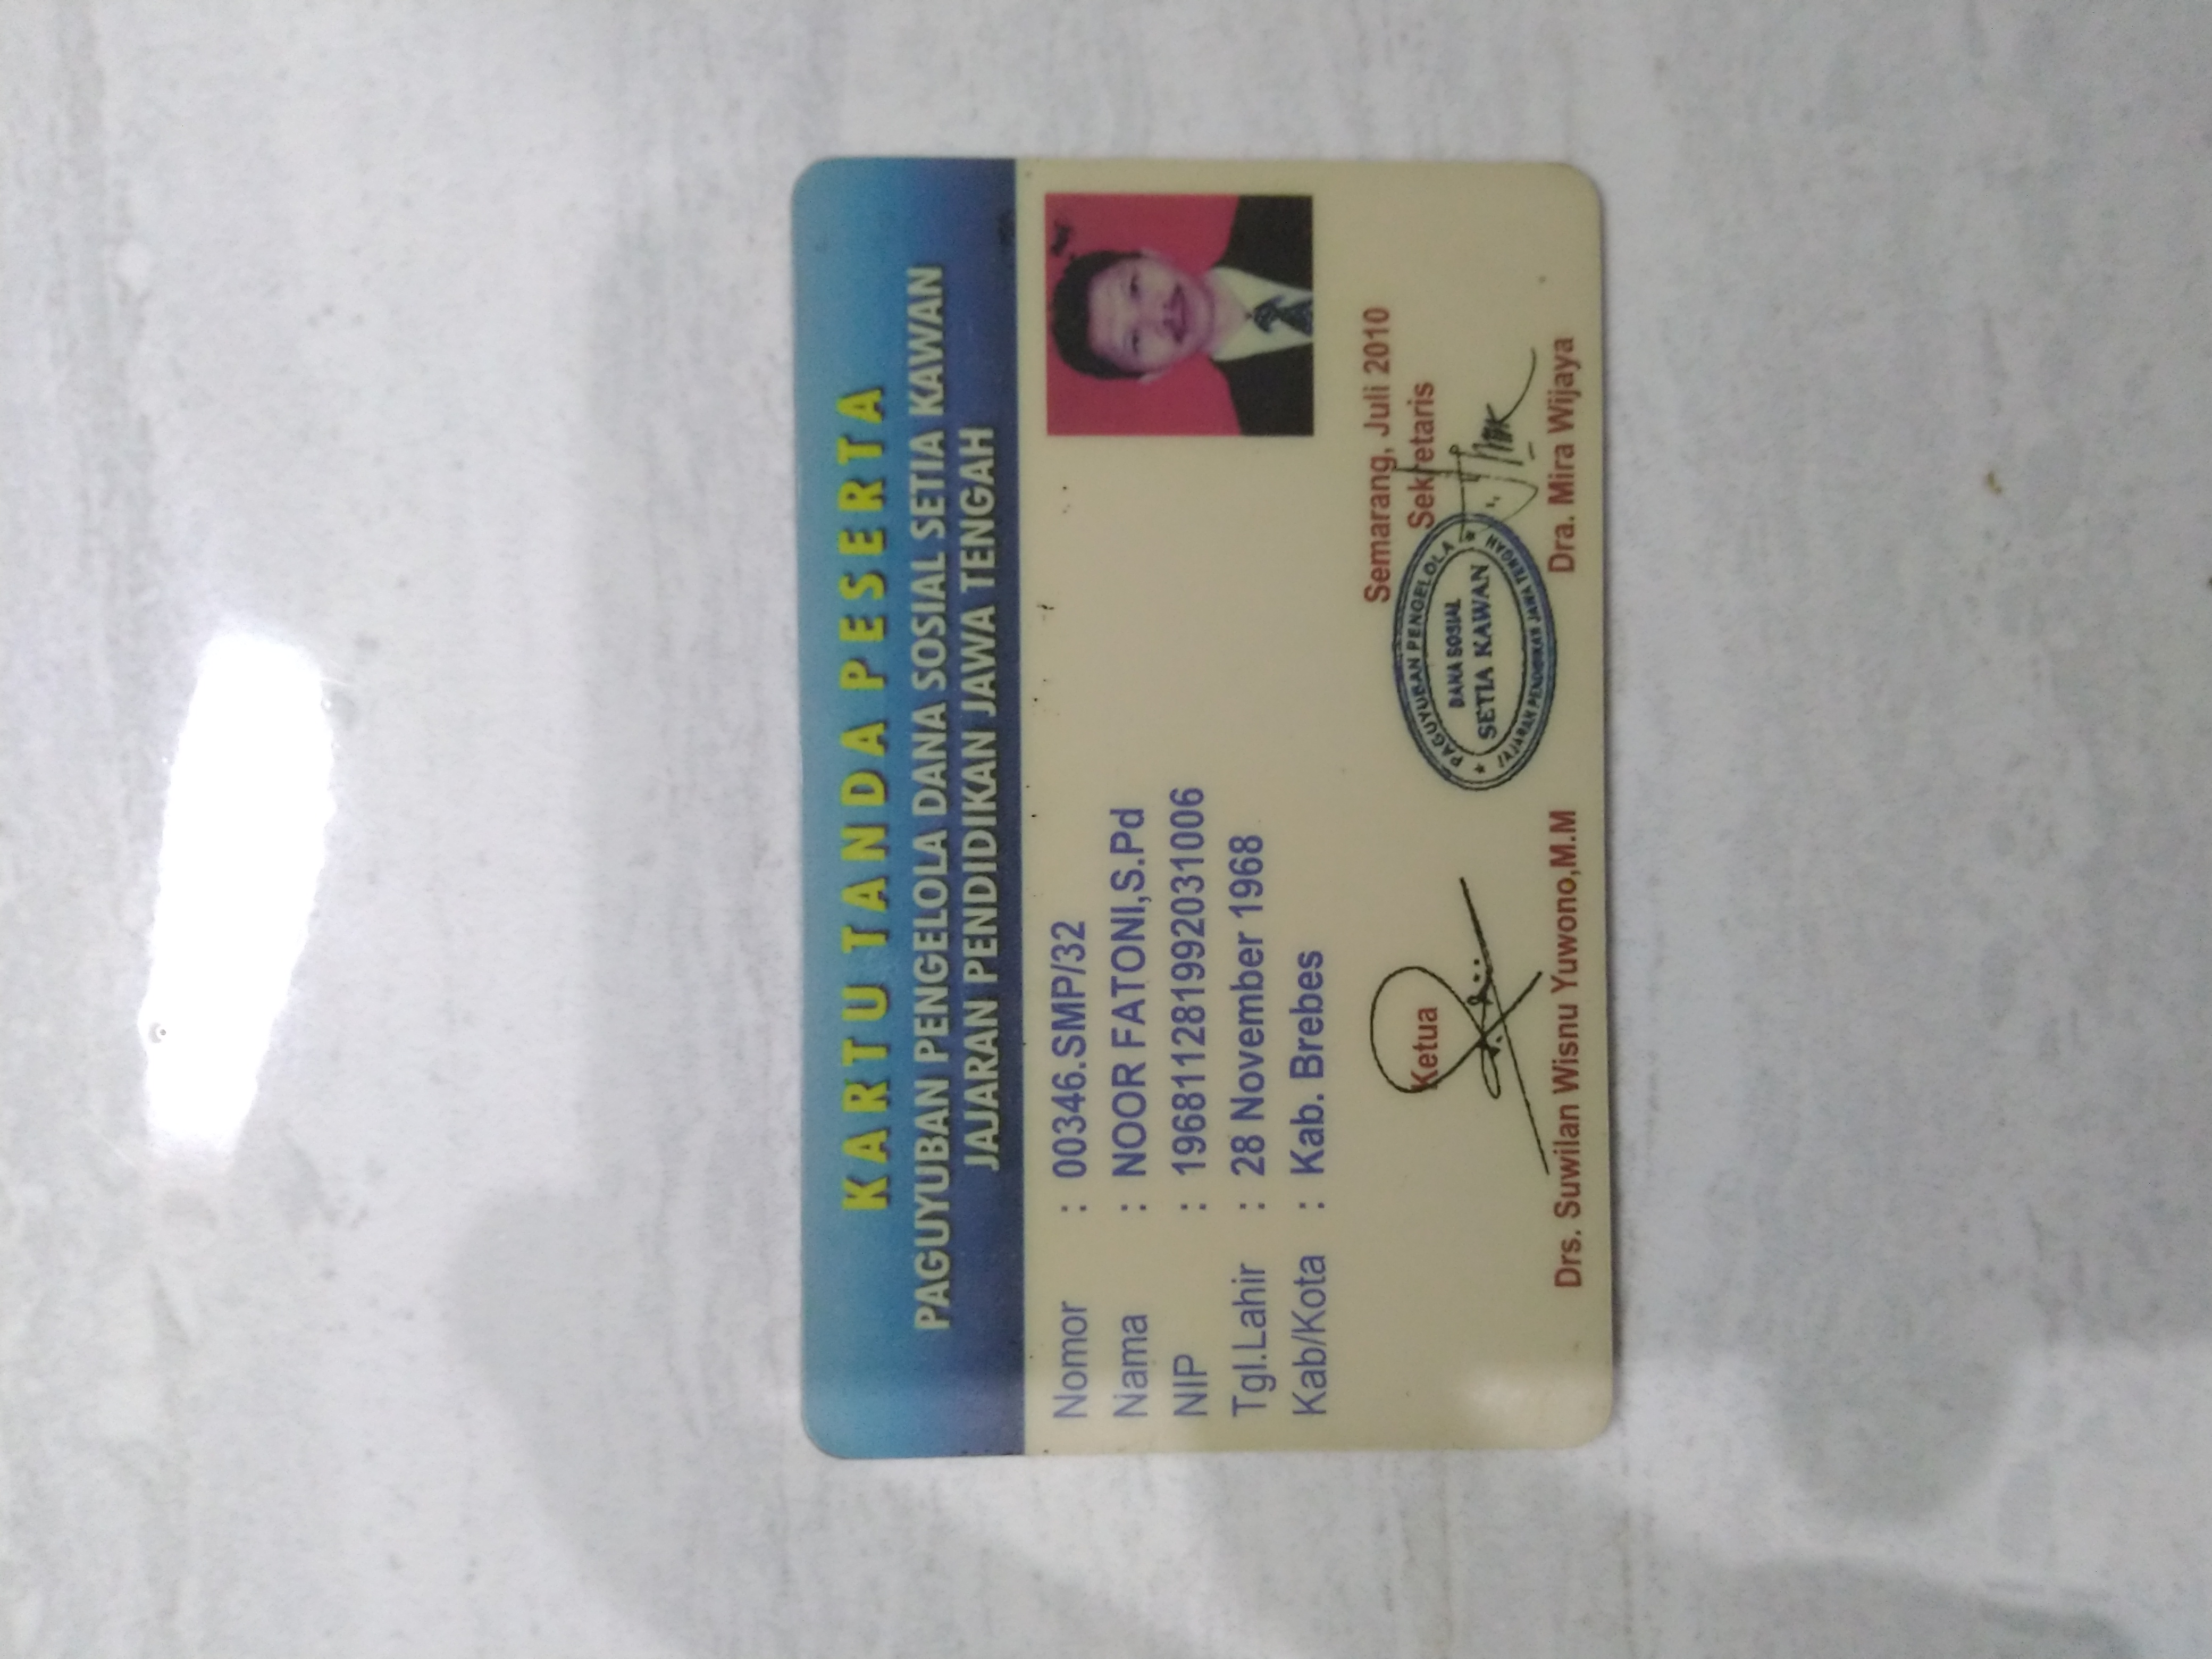 KARTU TANDA PESERTA
PAGUYUBAN PENGELOLA DANA SOSIAL SETIA KAWAN
JAJARAN PENDIDIKAN JAWA TENGAH
Nomor : 00346.SMP/32
Nama : NOOR FATONI,S.Pd
NIP : 196811281992031006
Tgl.Lahir : 28 November 1968
Kab/Kota : Kab. Brebes
Semarang, Juli 2010
Ketua Sekretaris
PAGUYUBAN PENGELOLA
DANA SOSIAL
SETIA KAWAN
JAJARAN PENDIDIKAN JAWA TENGAH
Drs. Suwilan Wisnu Yuwono,M.M Dra. Mira Wijaya